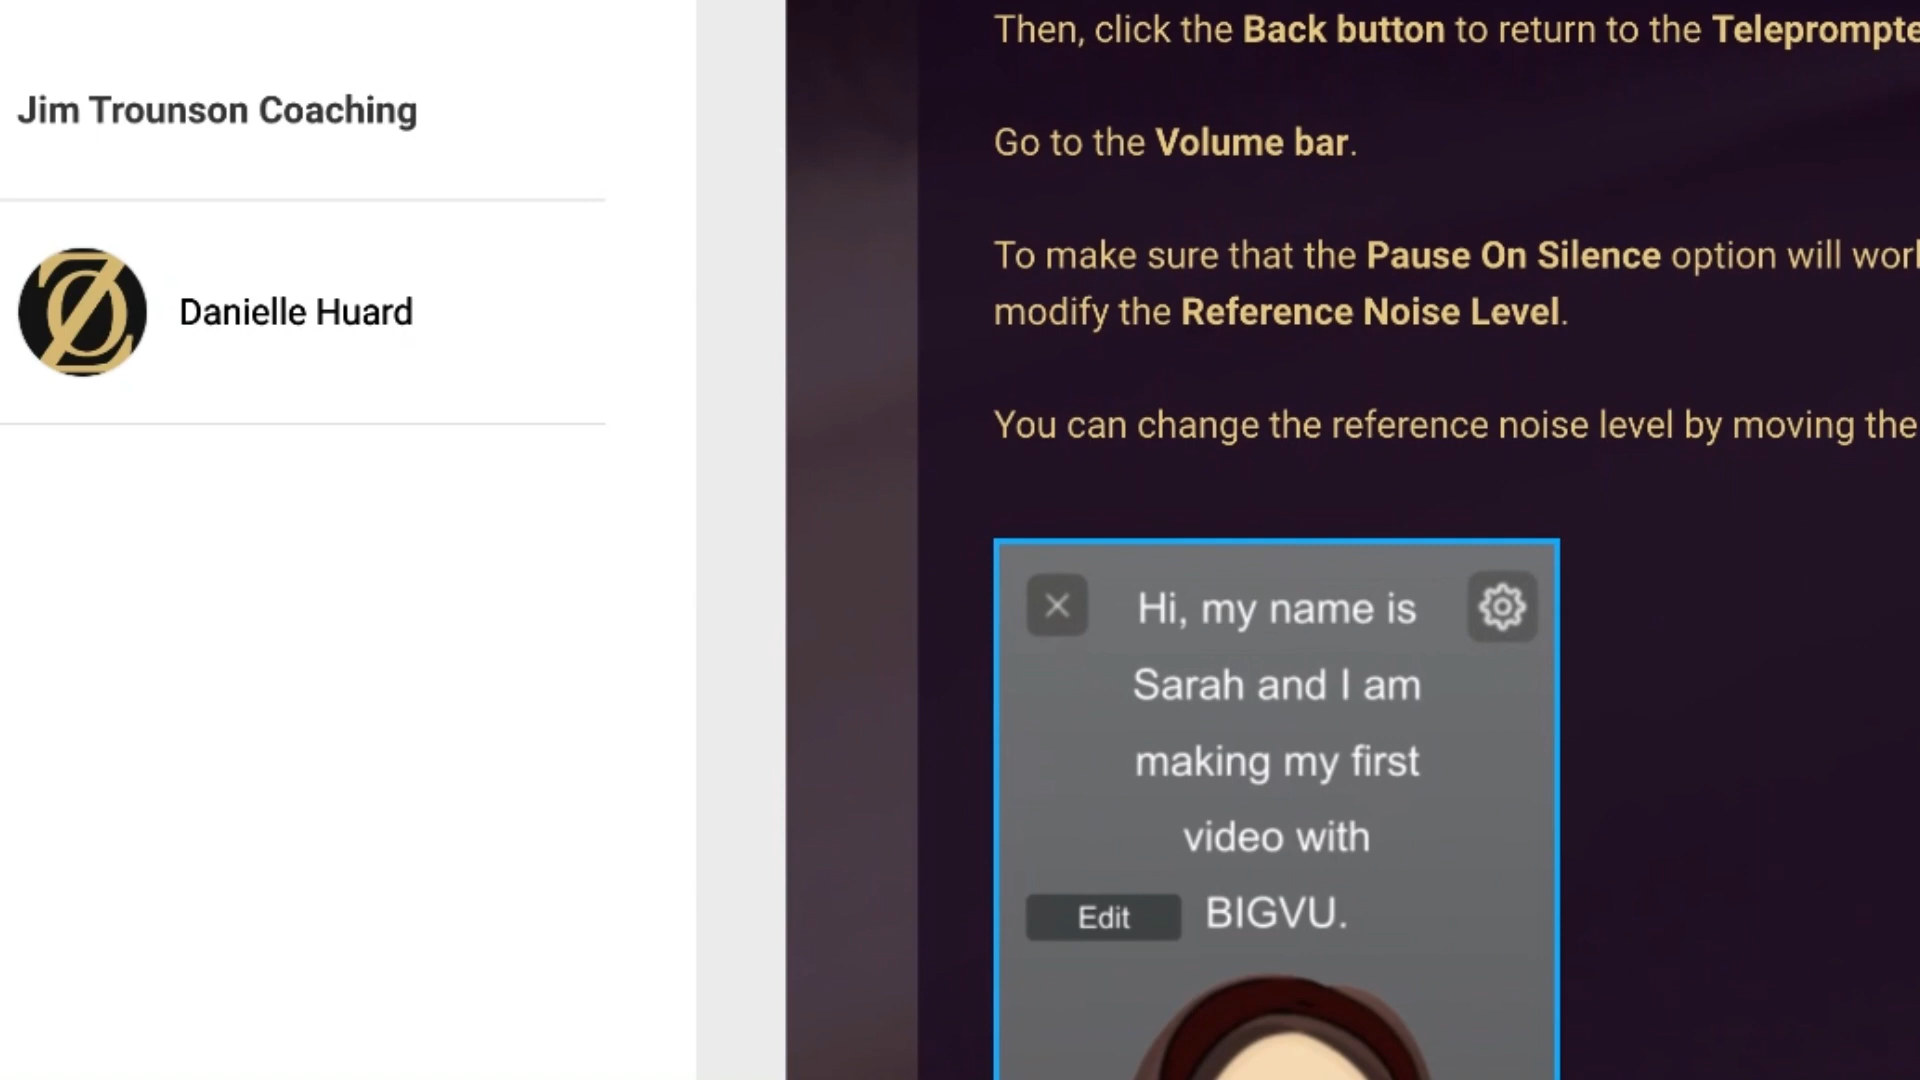 Jim Trounson Coaching
Danielle Huard
Then, click the Back button to return to the Teleprompte
Go to the Volume bar.
To make sure that the Pause On Silence option will work
modify the Reference Noise Level.
You can change the reference noise level by moving the
Hi, my name is
Sarah and I am
making my first
video with
Edit BIGVU.